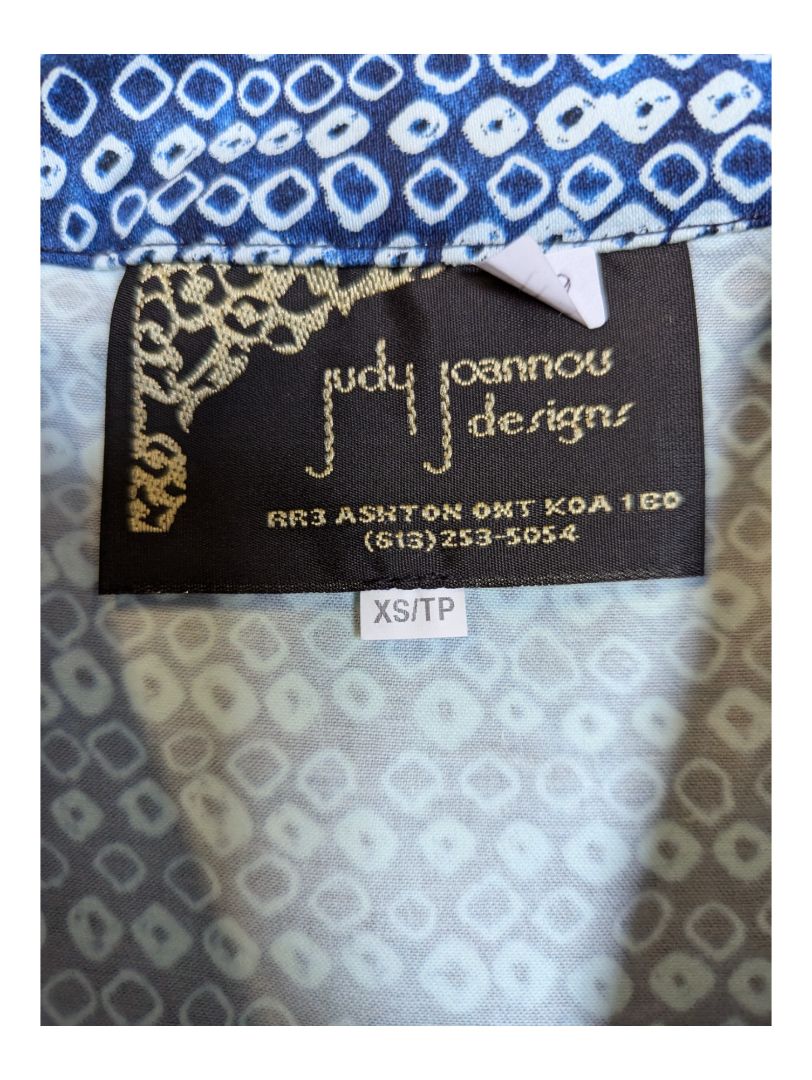 judy joannou
designs
RR3 ASHTON ONT K0A 1B0
(613)253-5054
XS/TP